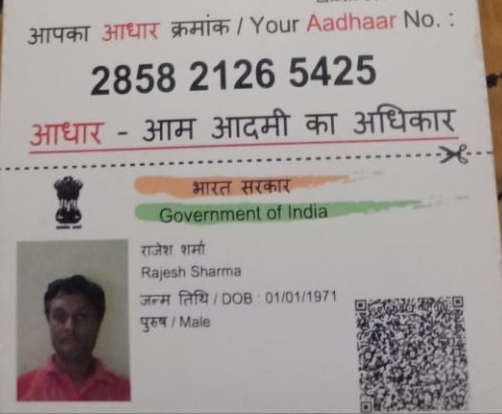 आपका आधार क्रमांक / Your Aadhaar No. :
2858 2126 5425
आधार - आम आदमी का अधिकार
भारत सरकार
Government of India
राजेश शर्मा
Rajesh Sharma
जन्म तिथि / DOB : 01/01/1971
पुरुष / Male